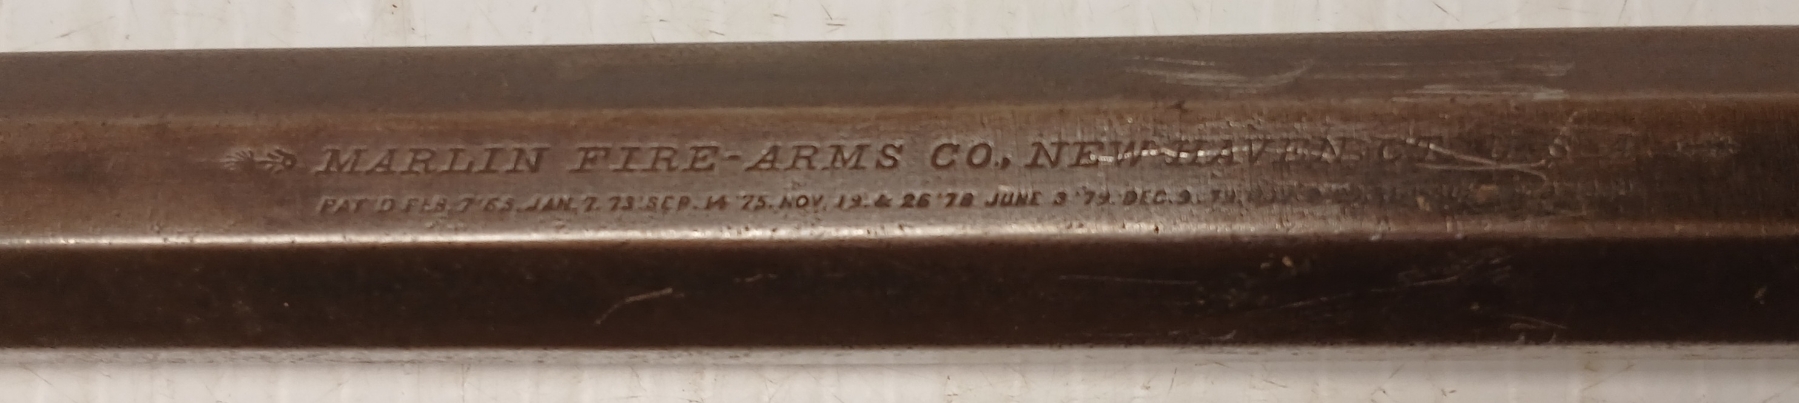 MARLIN FIRE-ARMS CO., NEW-HAVEN CT. U.S.
PAT'D FEB. 7'65. JAN. 7. 73. SEP. 14 '75. NOV. 19. & 26 '78 JUNE 3 '79. DEC. 9. 79.